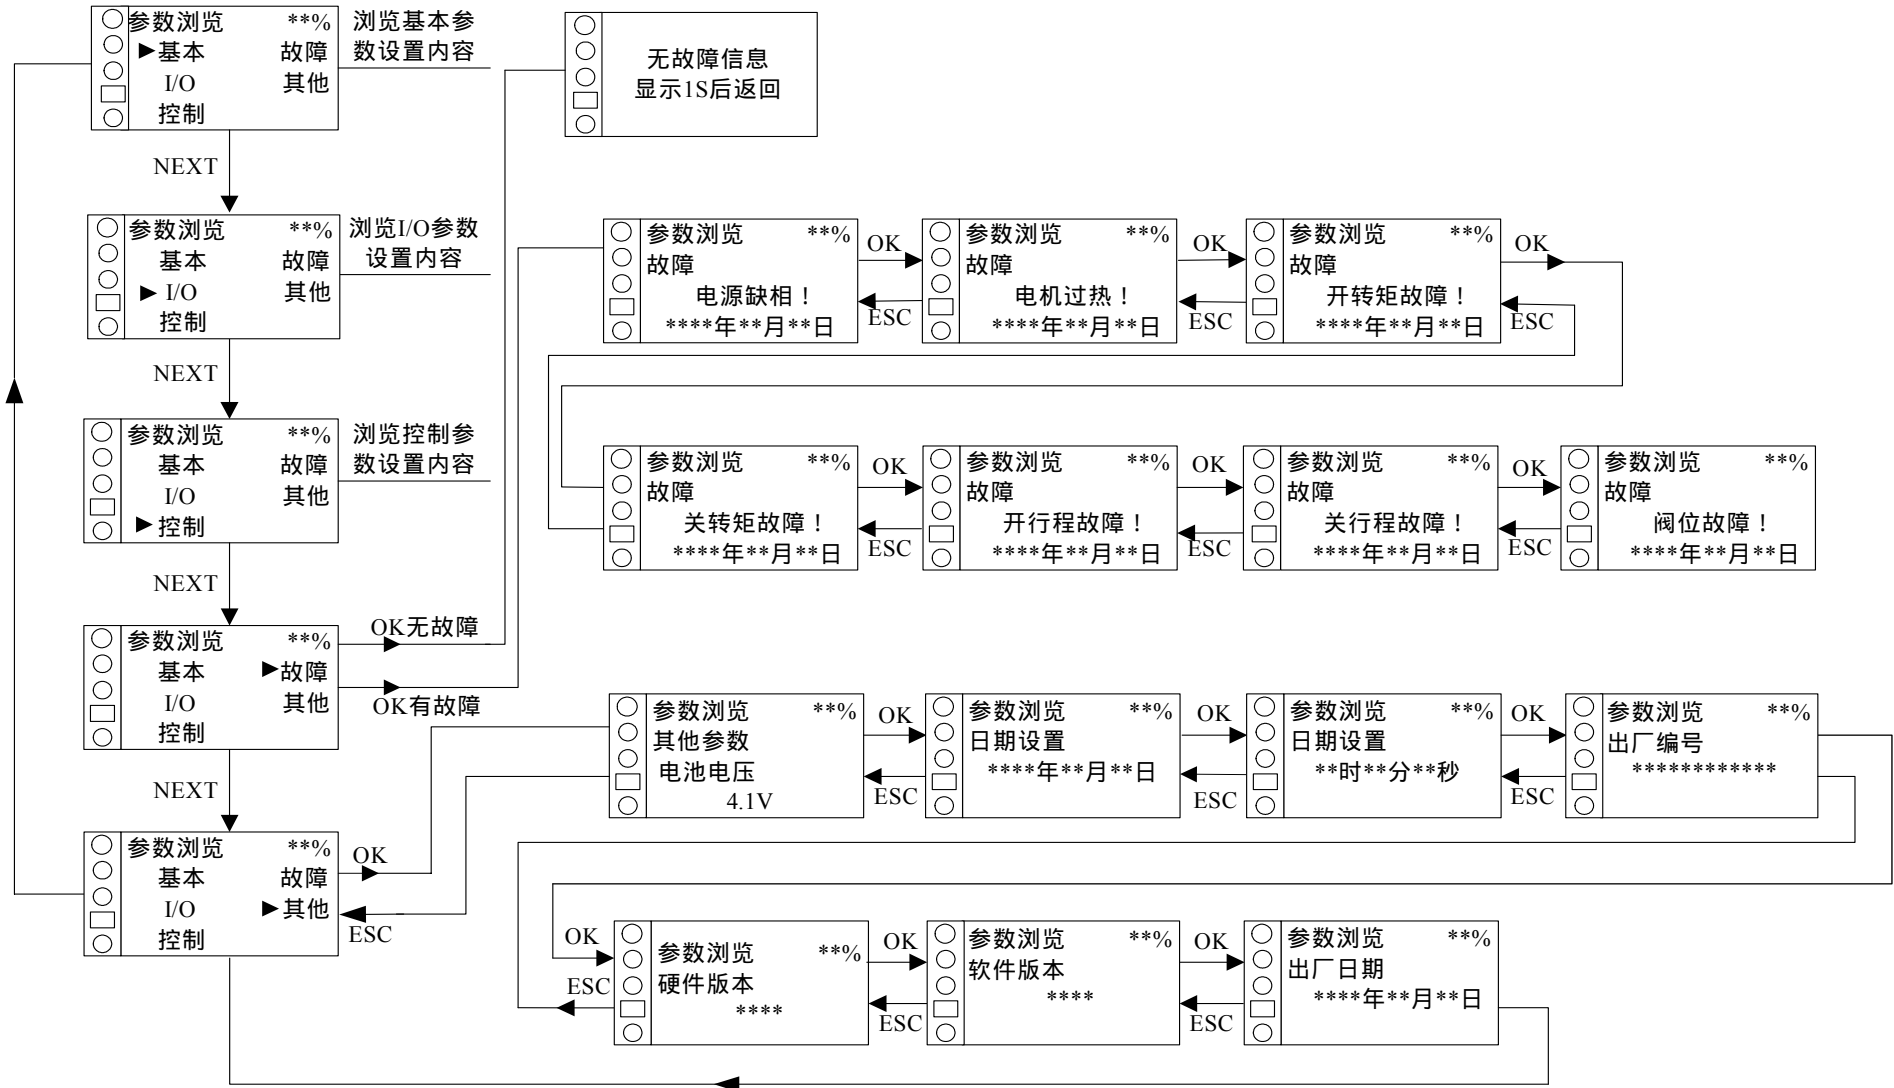 参数浏览 **%
▶基本 故障
I/O 其他
控制
浏览基本参
数设置内容
无故障信息
显示1S后返回
NEXT
参数浏览 **%
基本 故障
▶I/O 其他
控制
浏览I/O参数
设置内容
NEXT
参数浏览 **%
故障
电源缺相！
****年**月**日
OK
ESC
参数浏览 **%
故障
电机过热！
****年**月**日
OK
ESC
参数浏览 **%
故障
开转矩故障！
****年**月**日
OK
ESC
参数浏览 **%
基本 故障
I/O 其他
▶控制
浏览控制参
数设置内容
NEXT
参数浏览 **%
故障
关转矩故障！
****年**月**日
OK
ESC
参数浏览 **%
故障
开行程故障！
****年**月**日
OK
ESC
参数浏览 **%
故障
关行程故障！
****年**月**日
OK
ESC
参数浏览 **%
故障
阀位故障！
****年**月**日
参数浏览 **%
基本 ▶故障
I/O 其他
控制
OK无故障
OK有故障
NEXT
参数浏览 **%
其他参数
电池电压
4.1V
OK
ESC
参数浏览 **%
日期设置
****年**月**日
OK
ESC
参数浏览 **%
日期设置
**时**分**秒
OK
ESC
参数浏览 **%
出厂编号
************
参数浏览 **%
基本 故障
I/O ▶其他
控制
OK
ESC
OK
ESC
参数浏览 **%
硬件版本
****
OK
ESC
参数浏览 **%
软件版本
****
OK
ESC
参数浏览 **%
出厂日期
****年**月**日